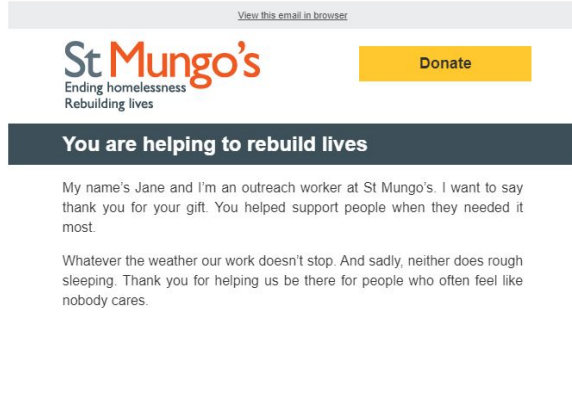 View this email in browser
St Mungo's
Ending homelessness
Rebuilding lives
Donate
You are helping to rebuild lives
My name's Jane and I'm an outreach worker at St Mungo's. I want to say
thank you for your gift. You helped support people when they needed it
most.
Whatever the weather our work doesn't stop. And sadly, neither does rough
sleeping. Thank you for helping us be there for people who often feel like
nobody cares.